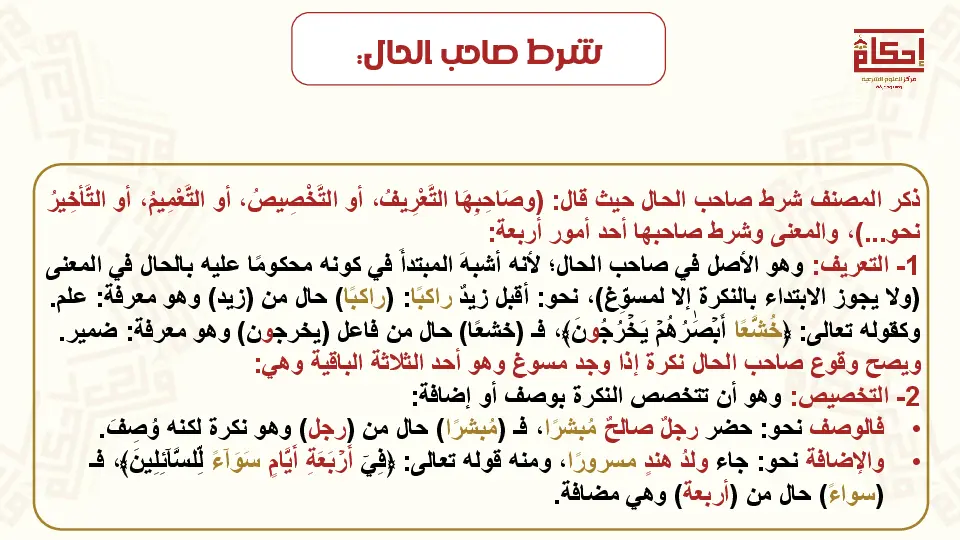 شرط صاحب الحال:
إحكام
مركز للعلوم الشرعية
ذكر المصنف شرط صاحب الحال حيث قال: (وصَاحِبِهَا التَّعْرِيفُ، أو التَّخْصِيصُ، أو التَّعْمِيمُ، أو التَّأخِيرُ
نحو...)، والمعنى وشرط صاحبها أحد أمور أربعة:
1- التعريف: وهو الأصل في صاحب الحال؛ لأنه أشبهَ المبتدأَ في كونه محكومًا عليه بالحال في المعنى
(ولا يجوز الابتداء بالنكرة إلا لمسوِّغ)، نحو: أقبل زيدٌ راكبًا: (راكبًا) حال من (زيد) وهو معرفة: علم.
وكقوله تعالى: ﴿خُشَّعًا أَبۡصَٰرُهُمۡ يَخۡرُجُونَ﴾، فـ (خشعًا) حال من فاعل (يخرجون) وهو معرفة: ضمير.
ويصح وقوع صاحب الحال نكرة إذا وجد مسوغ وهو أحد الثلاثة الباقية وهي:
2- التخصيص: وهو أن تتخصص النكرة بوصف أو إضافة:
• فالوصف نحو: حضر رجلٌ صالحٌ مُبشرًا، فـ (مُبشرًا) حال من (رجل) وهو نكرة لكنه وُصِفَ.
• والإضافة نحو: جاء ولدُ هندٍ مسرورًا، ومنه قوله تعالى: ﴿فِيٓ أَرۡبَعَةِ أَيَّامٖ سَوَآءٗ لِّلسَّآئِلِينَ﴾، فـ
(سواءً) حال من (أربعة) وهي مضافة.